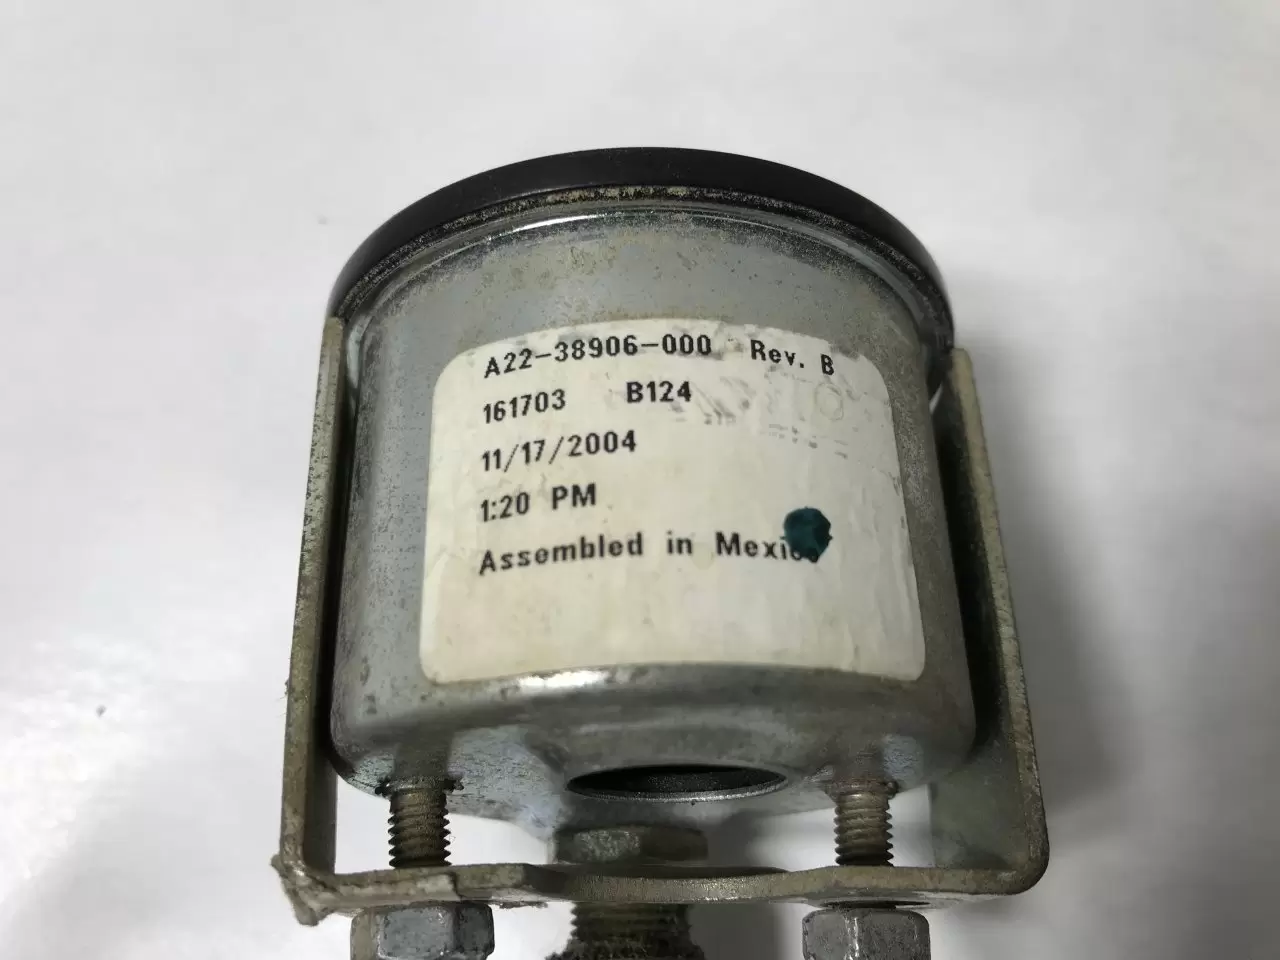 A22-38906-000 Rev. B
161703 B124
11/17/2004
1:20 PM
Assembled in Mexico